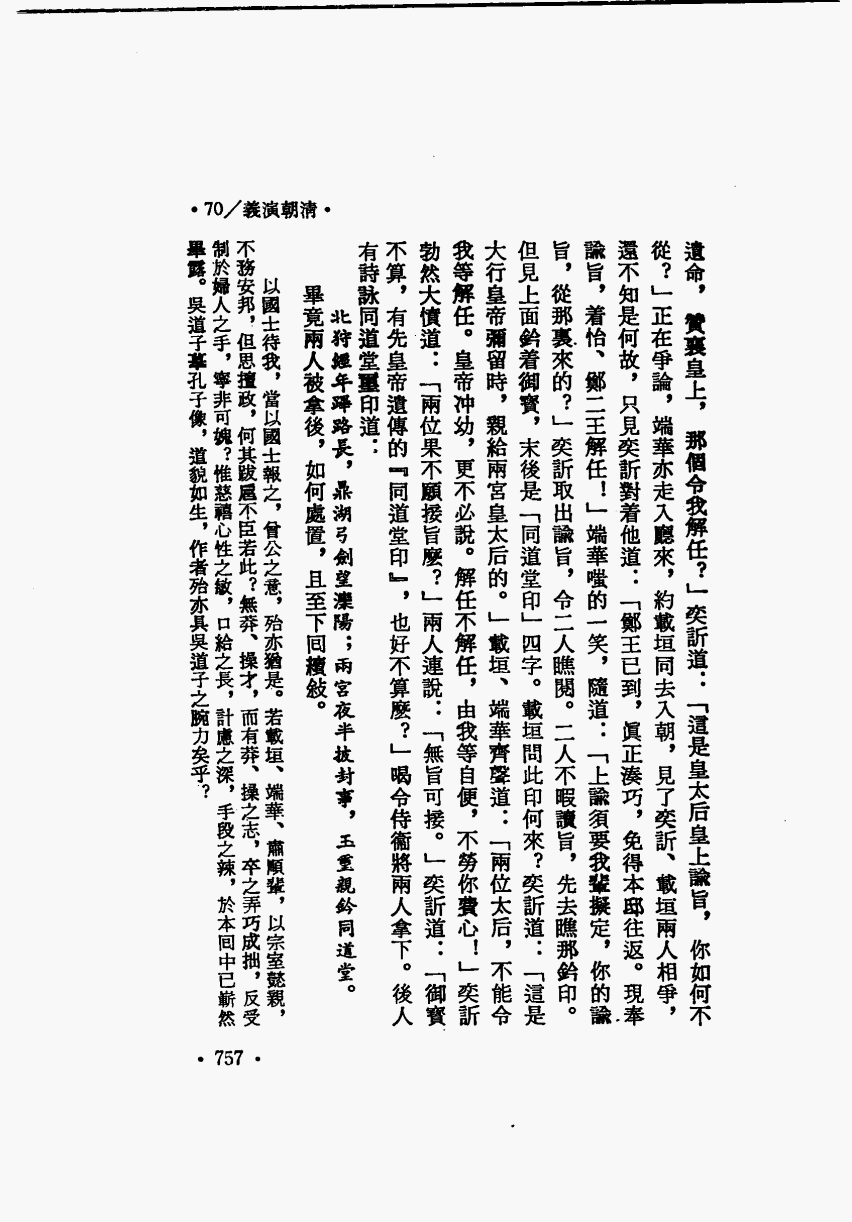 •70／義演朝清•
遺命，贊襄皇上，那個令我解任？」奕訢道：「這是皇太后皇上諭旨，你如何不
從？」正在爭論，端華亦走入廳來，約載垣同去入朝，見了奕訢、載垣兩人相爭，
還不知是何故，只見奕訢對着他道：「鄭王已到，眞正湊巧，免得本邸往返。現奉
諭旨，着怡、鄭二王解任！」端華嗤的一笑，隨道：「上諭須要我輩擬定，你的諭
旨，從那裏來的？」奕訢取出諭旨，令二人瞧閱。二人不暇讀旨，先去瞧那鈐印。
但見上面鈐着御寳，末後是「同道堂印」四字。載垣問此印何來？奕訢道：「這是
大行皇帝彌留時，親給兩宮皇太后的。」載垣、端華齊聲道：「兩位太后，不能令
我等解任。皇帝冲幼，更不必說。解任不解任，由我等自便，不勞你費心！」奕訢
勃然大憤道：「兩位果不願接旨麼？」兩人連說：「無旨可接。」奕訢道：「御寳
不算，有先皇帝遺傳的『同道堂印』，也好不算麼？」喝令侍衞將兩人拿下。後人
有詩詠同道堂璽印道：
北狩經年蹕路長，鼎湖弓劍望灤陽；兩宮夜半披封事，玉璽親鈐同道堂。
畢竟兩人被拿後，如何處置，且至下囘續敍。
以國士待我，當以國士報之，曾公之意，殆亦猶是。若載垣、端華、肅順輩，以宗室懿親，
不務安邦，但思擅政，何其跋扈不臣若此？無莽、操才，而有莽、操之志，卒之弄巧成拙，反受
制於婦人之手，寧非可媿？惟慈禧心性之敏，口給之長，計慮之深，手段之辣，於本囘中已嶄然
畢露。吳道子摹孔子像，道貌如生，作者殆亦具吳道子之腕力矣乎？
•757•